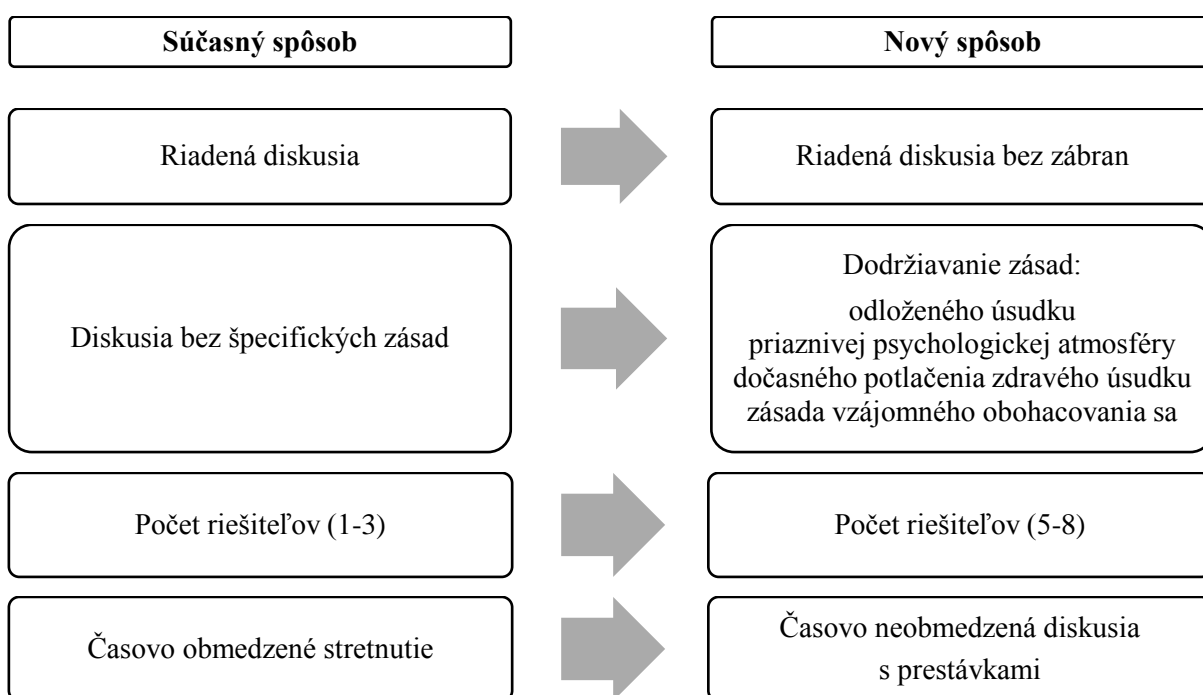 Súčasný spôsob
Nový spôsob
Riadená diskusia
Riadená diskusia bez zábran
Diskusia bez špecifických zásad
Dodržiavanie zásad:
odloženého úsudku
priaznivej psychologickej atmosféry
dočasného potlačenia zdravého úsudku
zásada vzájomného obohacovania sa
Počet riešiteľov (1-3)
Počet riešiteľov (5-8)
Časovo obmedzené stretnutie
Časovo neobmedzená diskusia
s prestávkami